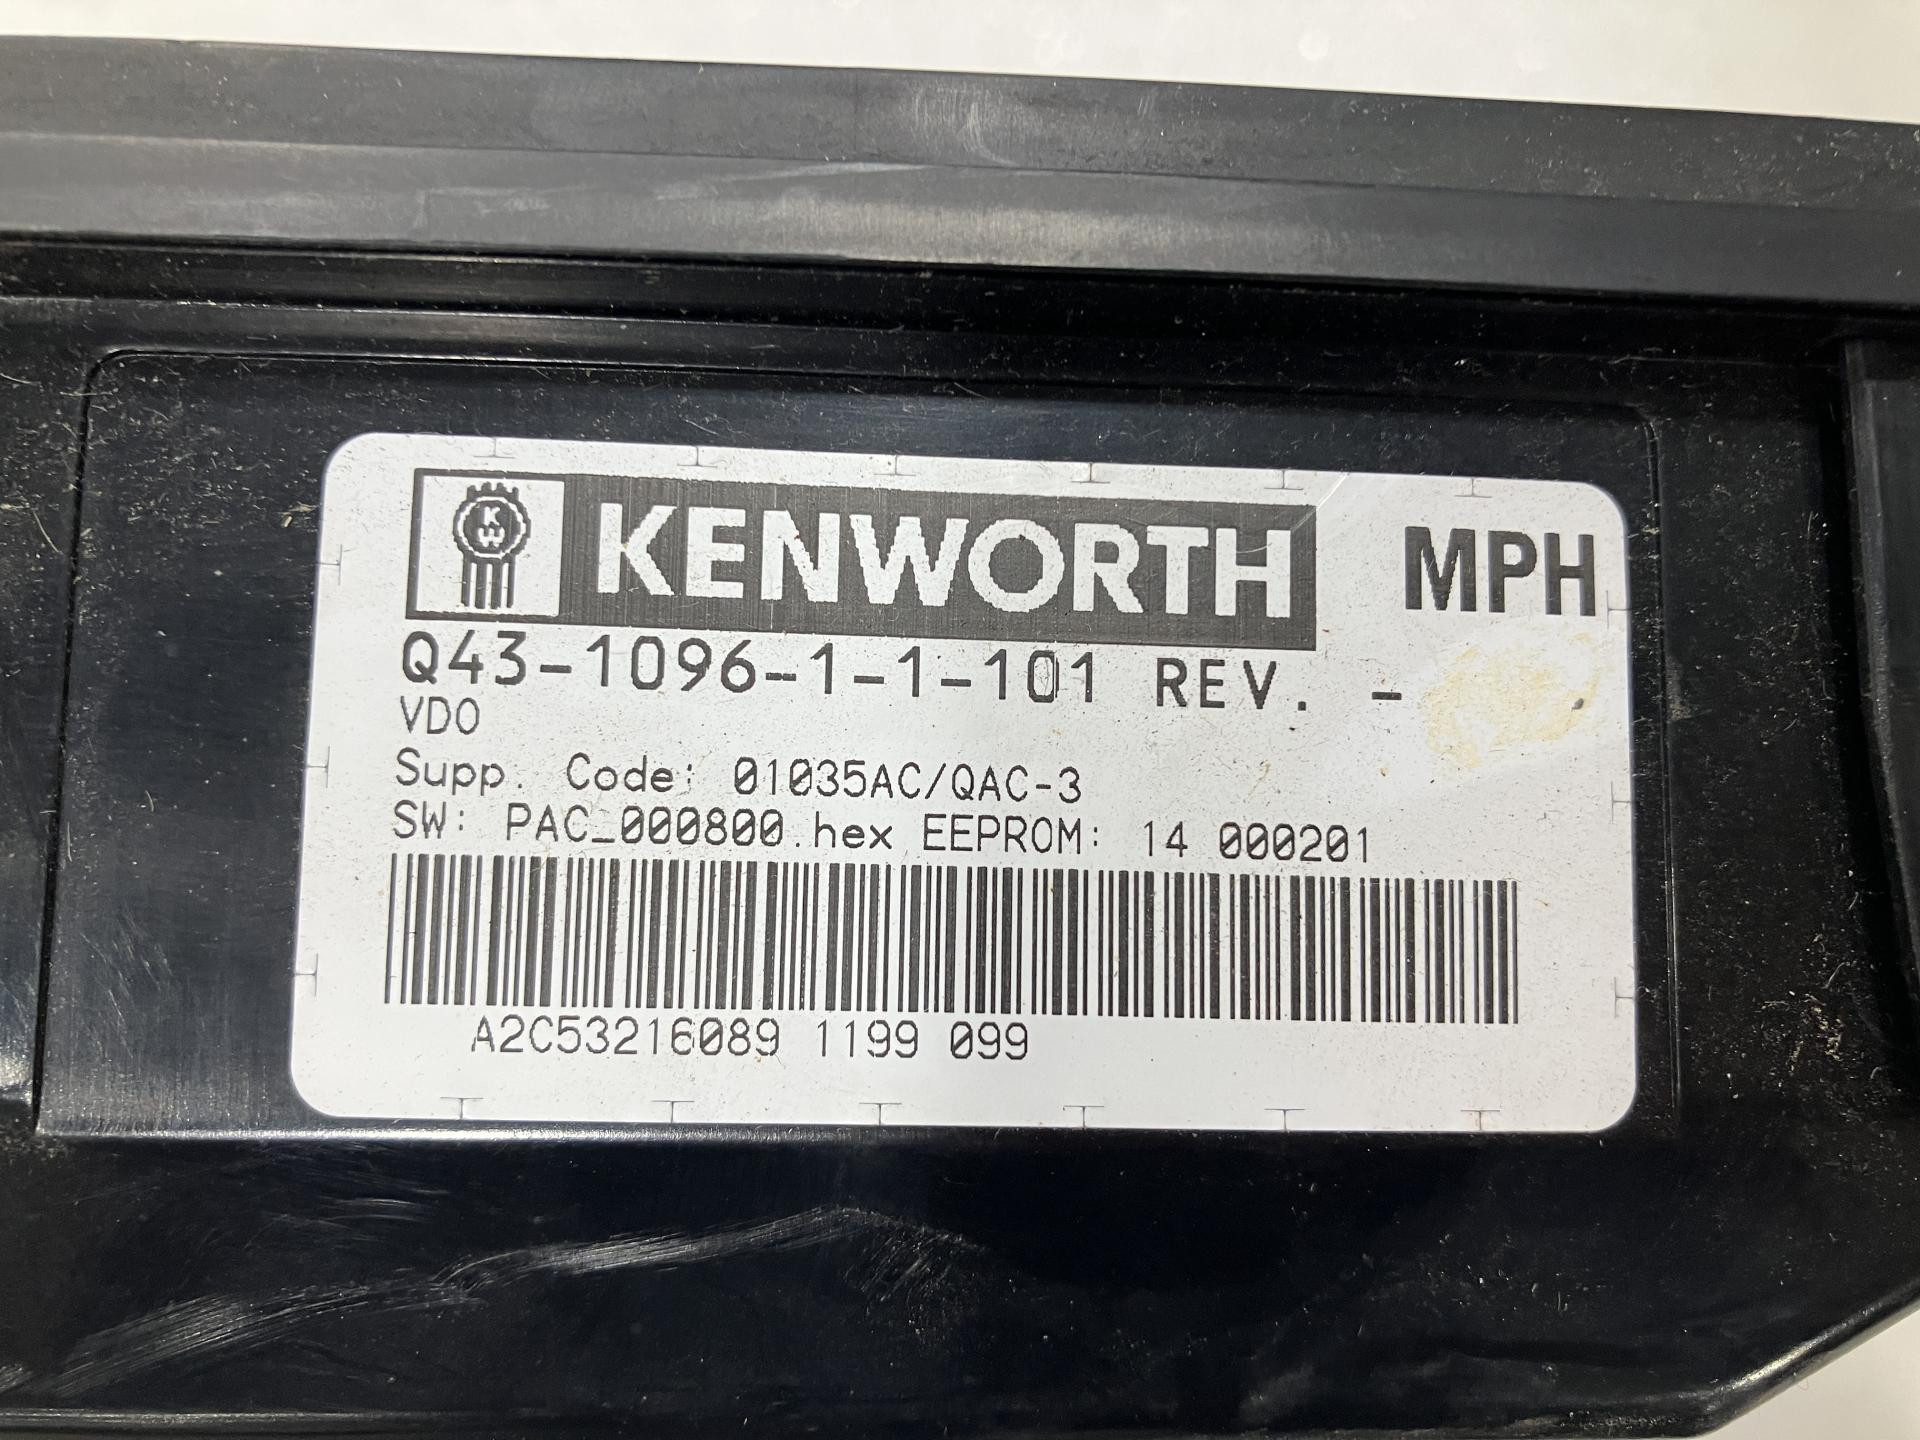 KW KENWORTH MPH
Q43-1096-1-1-101 REV. -
VDO
Supp. Code: 01035AC/QAC-3
SW: PAC_000800.hex EEPROM: 14 000201
A2C53216089 1199 099